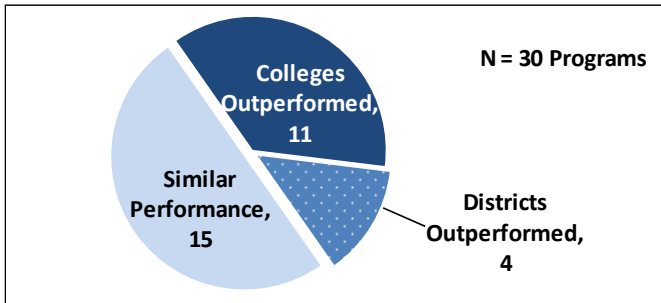 N = 30 Programs
Colleges
Outperformed,
11
Similar
Performance,
15
Districts
Outperformed,
4